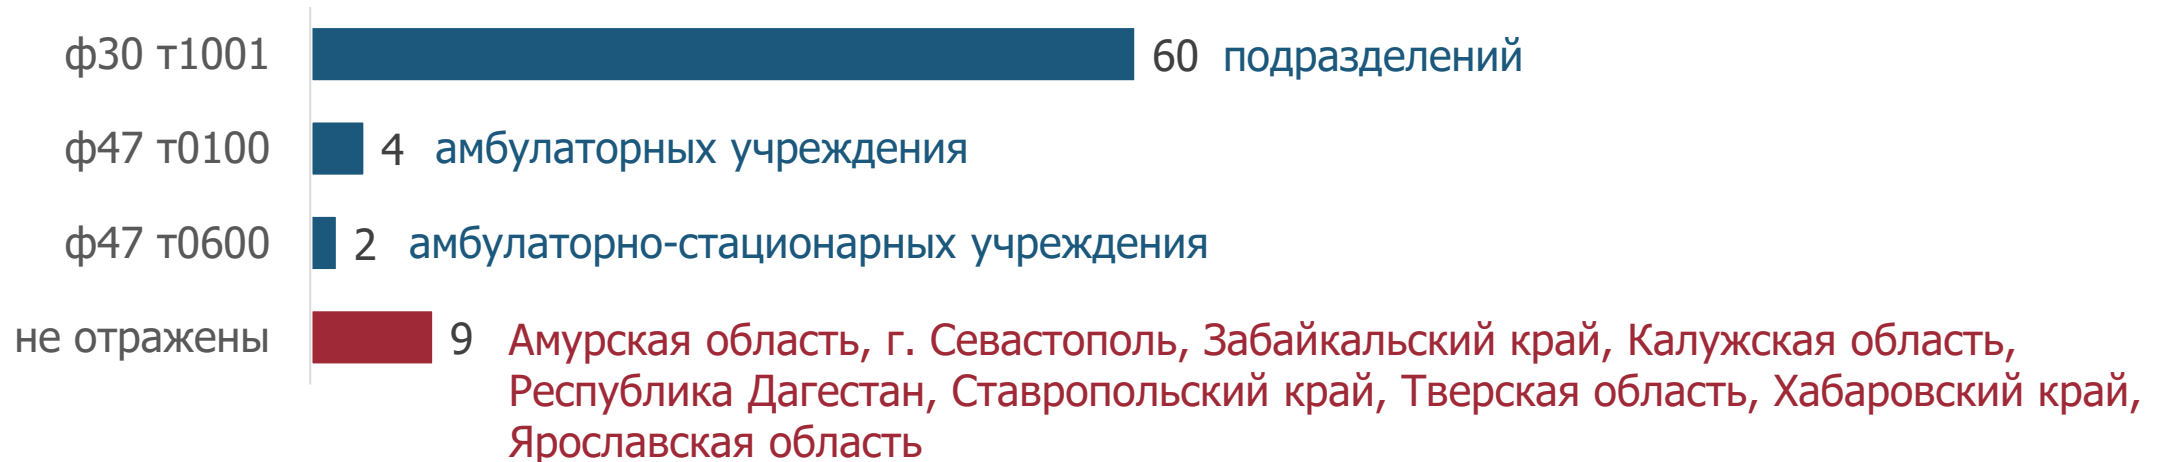 ф30 т1001 60 подразделений
ф47 т0100 4 амбулаторных учреждения
ф47 т0600 2 амбулаторно-стационарных учреждения
не отражены 9 Амурская область, г. Севастополь, Забайкальский край, Калужская область,
Республика Дагестан, Ставропольский край, Тверская область, Хабаровский край,
Ярославская область